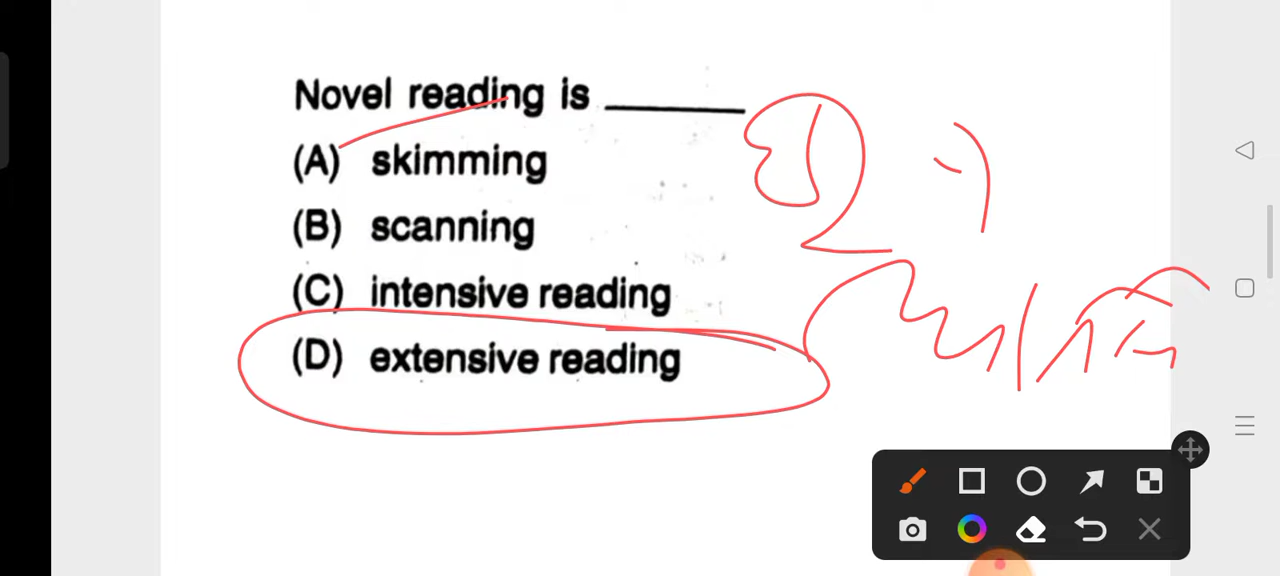 Novel reading is ______
(A) skimming
(B) scanning
(C) intensive reading
(D) extensive reading